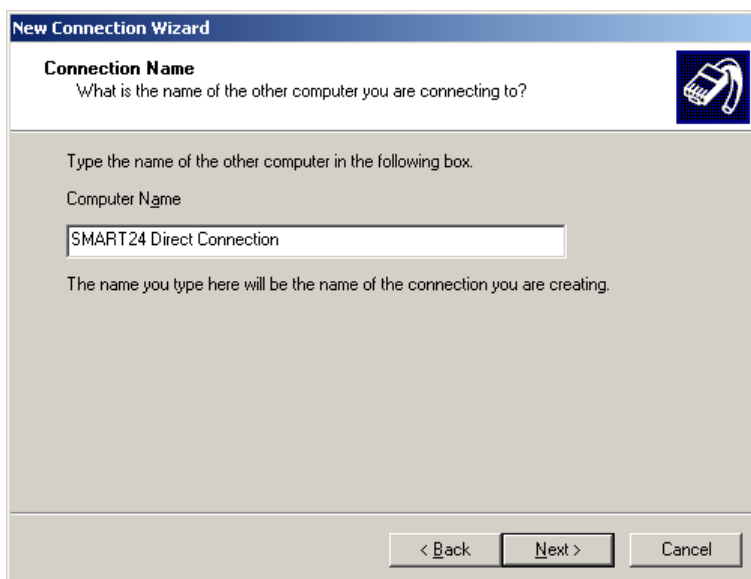 New Connection Wizard
Connection Name
What is the name of the other computer you are connecting to?
Type the name of the other computer in the following box.
Computer Name
SMART24 Direct Connection
The name you type here will be the name of the connection you are creating.
< Back Next > Cancel